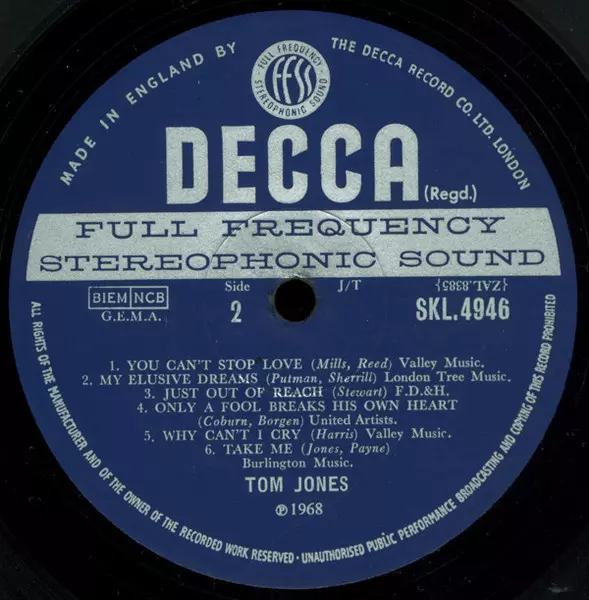 MADE IN ENGLAND BY
THE DECCA RECORD CO. LTD. LONDON
FULL FREQUENCY
FFSS
STEREOPHONIC SOUND
DECCA
(Regd.)
FULL FREQUENCY
STEREOPHONIC SOUND
BIEM NCB
G.E.M.A.
Side
2
J/T
{ZAL.8385}
SKL.4946
1. YOU CAN'T STOP LOVE (Mills, Reed) Valley Music.
2. MY ELUSIVE DREAMS (Putman, Sherrill) London Tree Music.
3. JUST OUT OF REACH (Stewart) F.D.&H.
4. ONLY A FOOL BREAKS HIS OWN HEART
(Coburn, Borgen) United Artists.
5. WHY CAN'T I CRY (Harris) Valley Music.
6. TAKE ME (Jones, Payne)
Burlington Music.
TOM JONES
℗1968
ALL RIGHTS OF THE MANUFACTURER AND OF THE OWNER OF THE RECORDED WORK RESERVED · UNAUTHORISED PUBLIC PERFORMANCE BROADCASTING AND COPYING OF THIS RECORD PROHIBITED